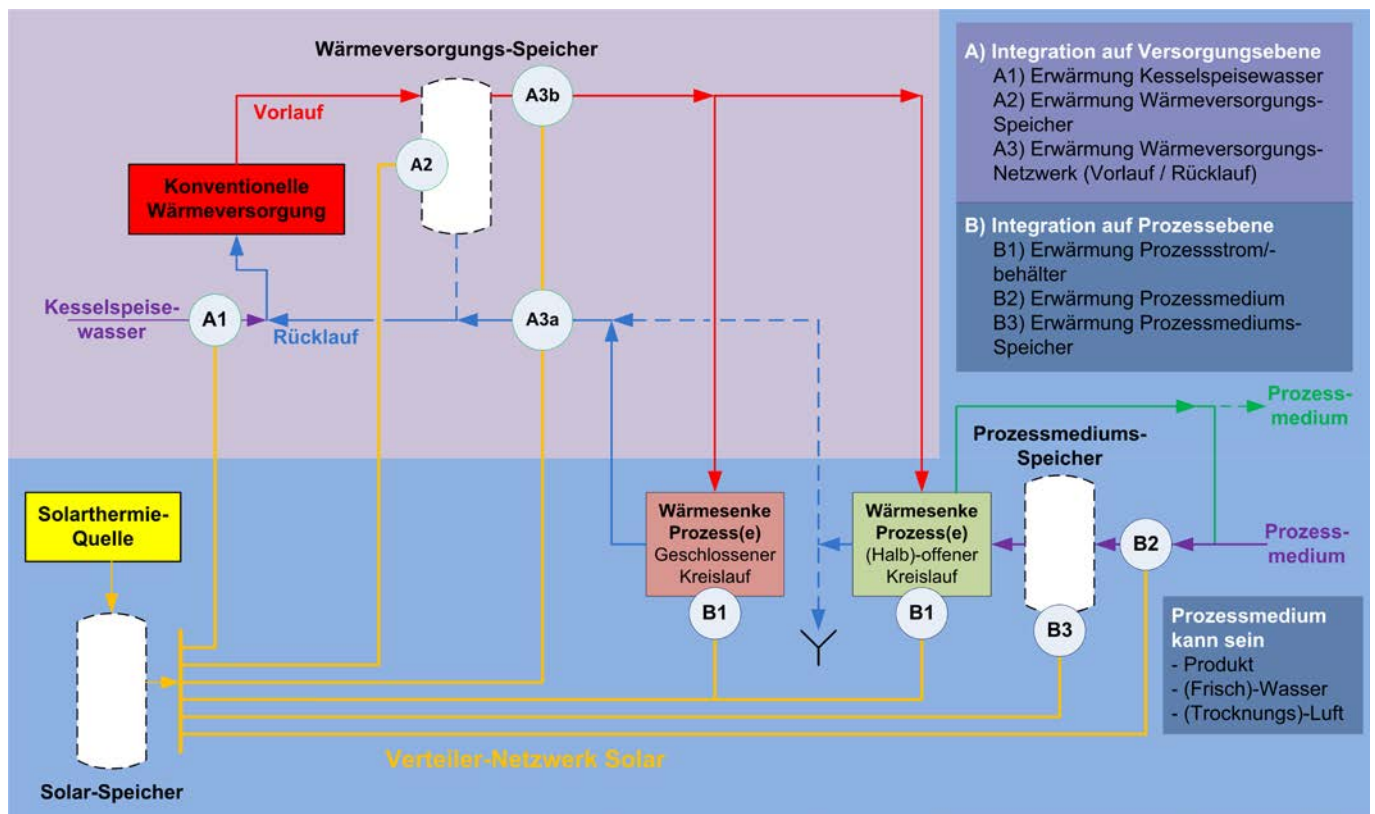 Wärmeversorgungs-Speicher
A3b
Vorlauf
A2
Konventionelle
Wärmeversorgung
Kesselspeise-
wasser
A1
Rücklauf
A3a
A) Integration auf Versorgungsebene
A1) Erwärmung Kesselspeisewasser
A2) Erwärmung Wärmeversorgungs-
Speicher
A3) Erwärmung Wärmeversorgungs-
Netzwerk (Vorlauf / Rücklauf)
B) Integration auf Prozessebene
B1) Erwärmung Prozessstrom/-
behälter
B2) Erwärmung Prozessmedium
B3) Erwärmung Prozessmediums-
Speicher
Prozess-
medium
Prozessmediums-
Speicher
Solarthermie-
Quelle
Wärmesenke
Prozess(e)
Geschlossener
Kreislauf
B1
Wärmesenke
Prozess(e)
(Halb)-offener
Kreislauf
B1
B2
Prozess-
medium
B3
Prozessmedium
kann sein
- Produkt
- (Frisch)-Wasser
- (Trocknungs)-Luft
Verteiler-Netzwerk Solar
Solar-Speicher